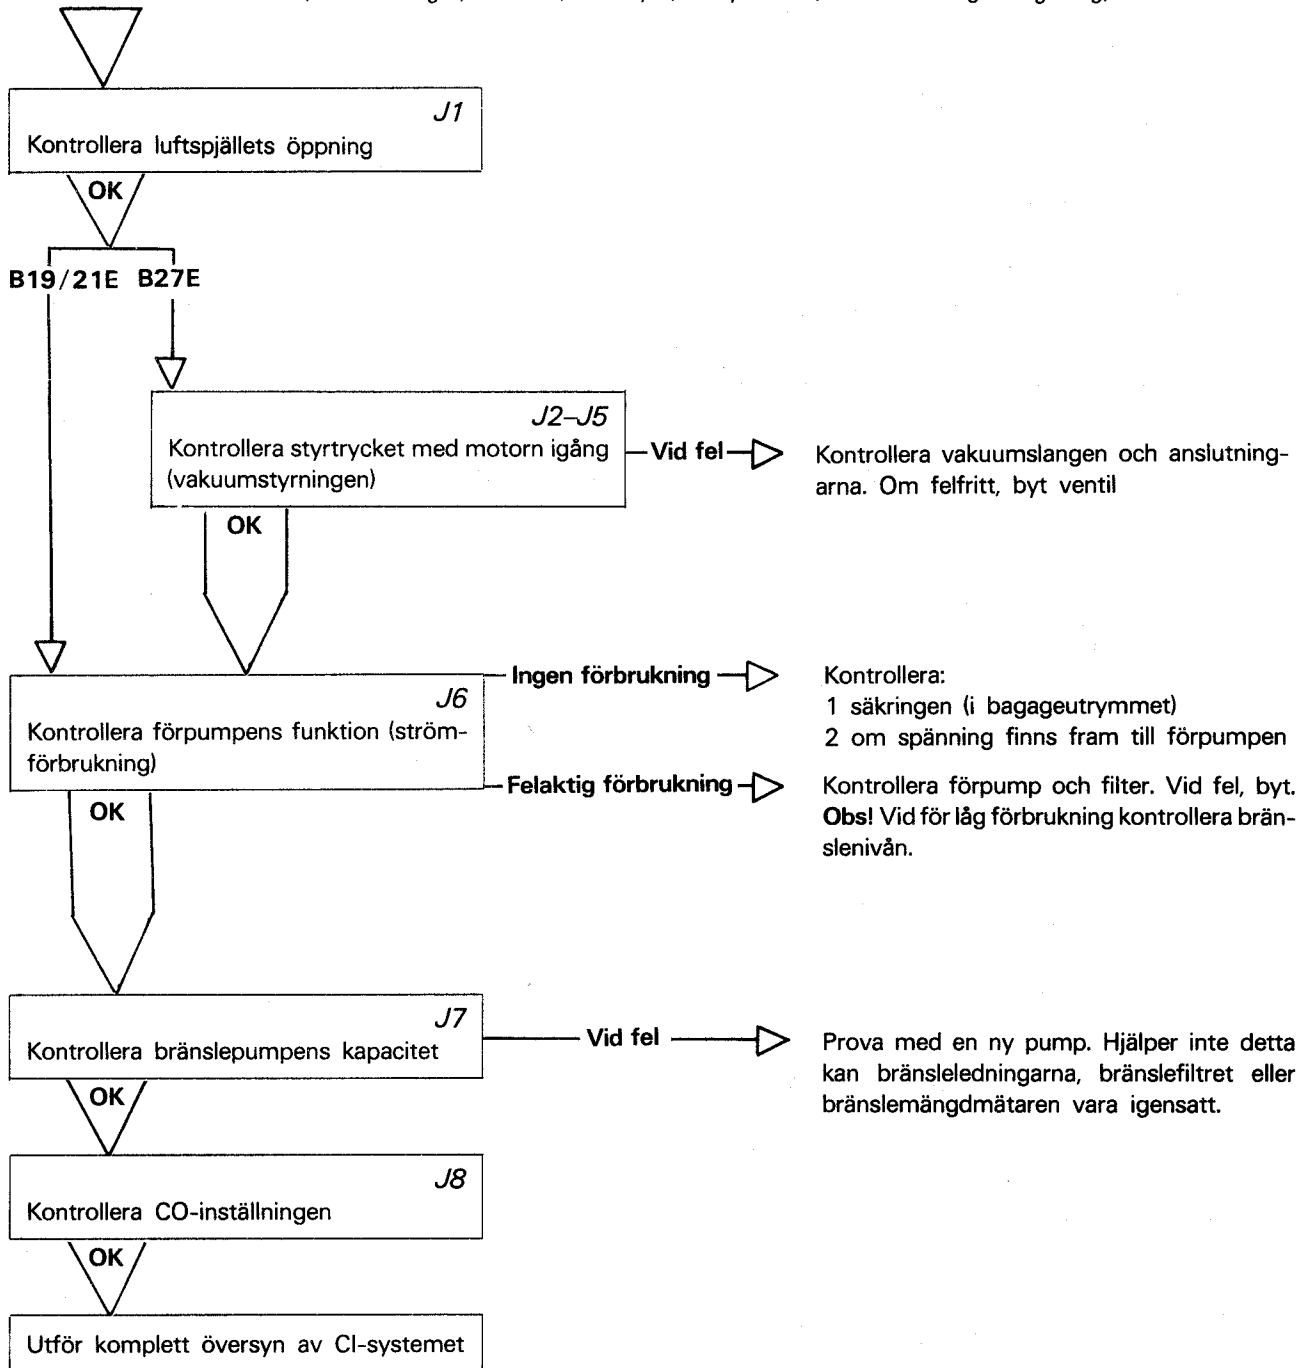 J1
Kontrollera luftspjällets öppning
OK
B19/21E B27E
J2–J5
Kontrollera styrtrycket med motorn igång
(vakuumstyrningen)
Vid fel
Kontrollera vakuumslangen och anslutning-
arna. Om felfritt, byt ventil
OK
J6
Kontrollera förpumpens funktion (ström-
förbrukning)
Ingen förbrukning
Kontrollera:
1 säkringen (i bagageutrymmet)
2 om spänning finns fram till förpumpen
Felaktig förbrukning
Kontrollera förpump och filter. Vid fel, byt.
Obs! Vid för låg förbrukning kontrollera brän-
slenivån.
OK
J7
Kontrollera bränslepumpens kapacitet
Vid fel
Prova med en ny pump. Hjälper inte detta
kan bränsleledningarna, bränslefiltret eller
bränslemängdmätaren vara igensatt.
OK
J8
Kontrollera CO-inställningen
OK
Utför komplett översyn av CI-systemet